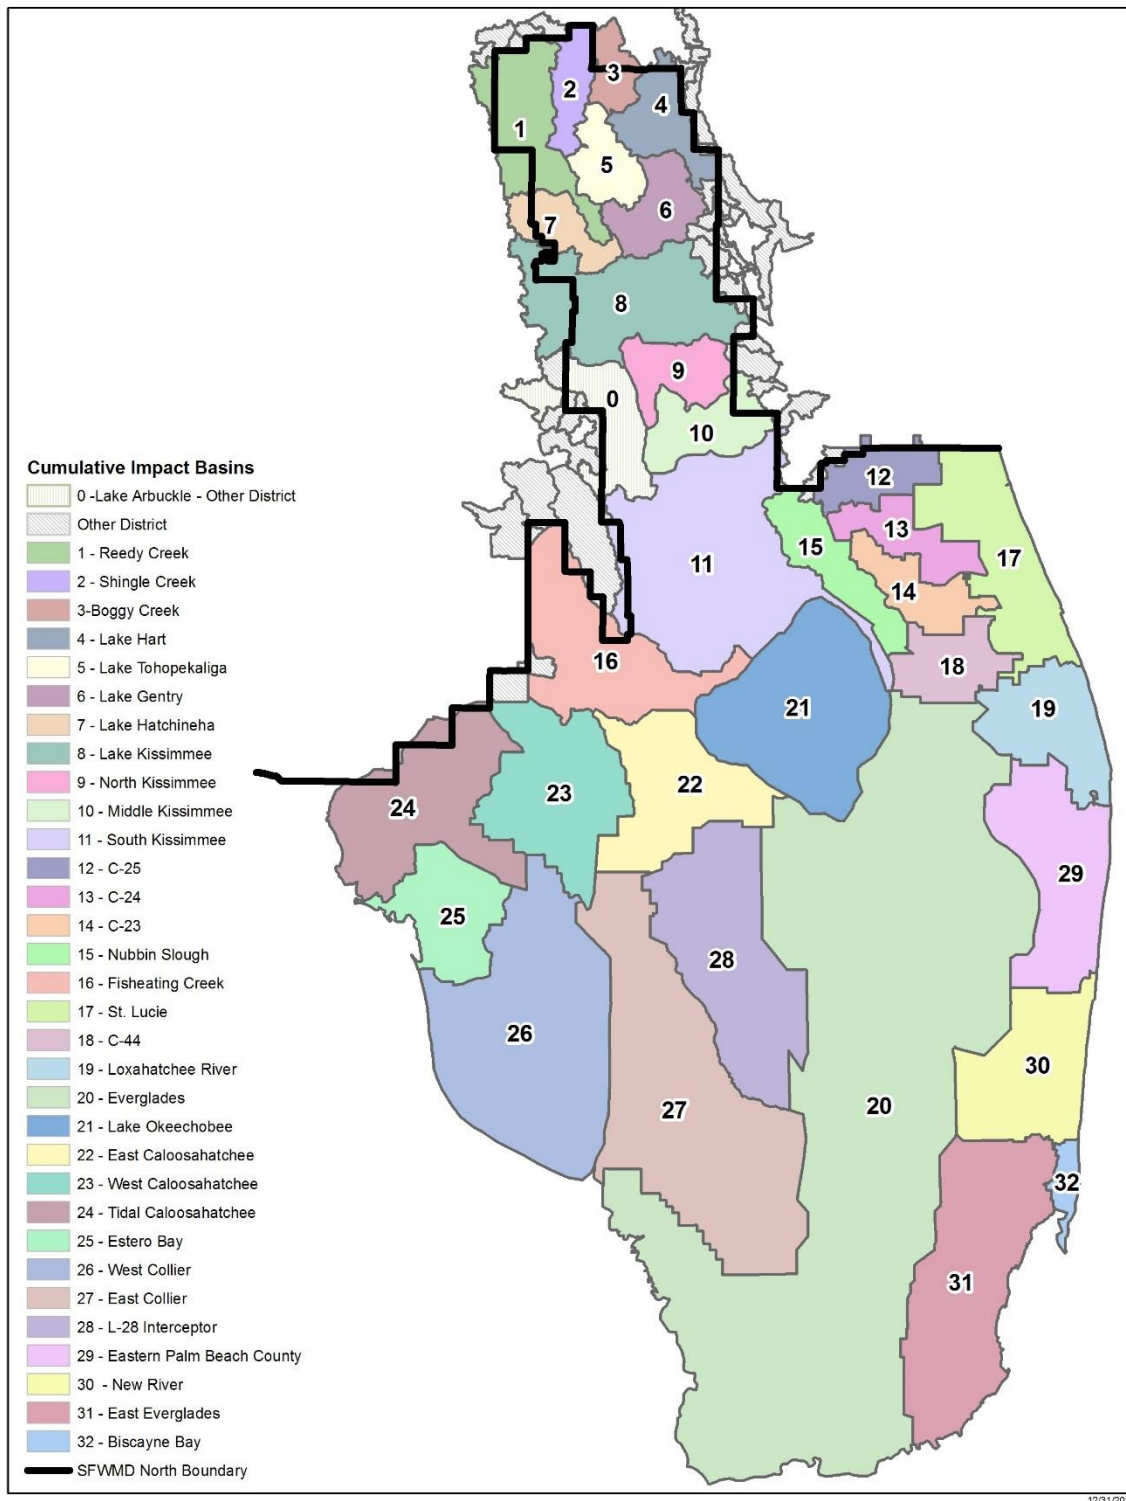 3
2
4
1
5
6
7
8
9
0
10
Cumulative Impact Basins
0 -Lake Arbuckle - Other District
Other District
1 - Reedy Creek
2 - Shingle Creek
3-Boggy Creek
4 - Lake Hart
5 - Lake Tohopekaliga
6 - Lake Gentry
7 - Lake Hatchineha
8 - Lake Kissimmee
9 - North Kissimmee
10 - Middle Kissimmee
11 - South Kissimmee
12 - C-25
13 - C-24
14 - C-23
15 - Nubbin Slough
16 - Fisheating Creek
17 - St. Lucie
18 - C-44
19 - Loxahatchee River
20 - Everglades
21 - Lake Okeechobee
22 - East Caloosahatchee
23 - West Caloosahatchee
24 - Tidal Caloosahatchee
25 - Estero Bay
26 - West Collier
27 - East Collier
28 - L-28 Interceptor
29 - Eastern Palm Beach County
30 - New River
31 - East Everglades
32 - Biscayne Bay
SFWMD North Boundary
12
13
15
17
11
14
16
18
21
19
22
23
24
29
25
28
26
30
27
20
32
31